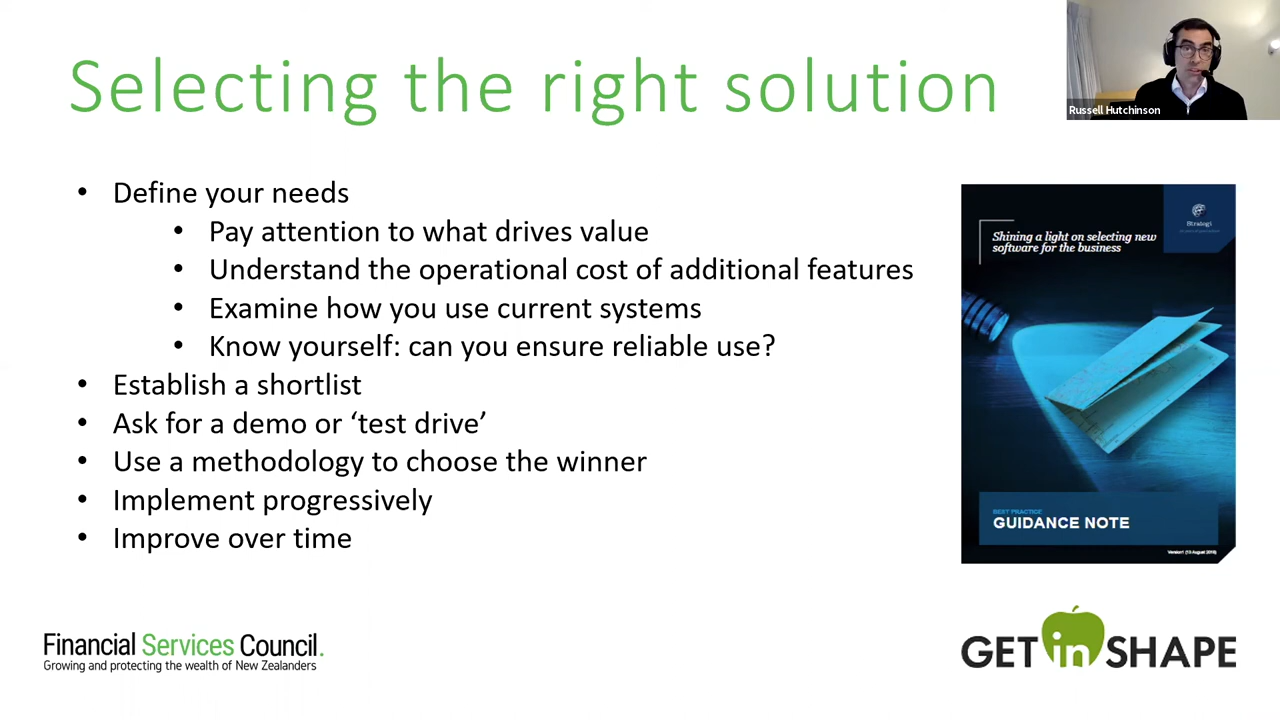 Selecting the right solution
Russell Hutchinson
• Define your needs
• Pay attention to what drives value
• Understand the operational cost of additional features
• Examine how you use current systems
• Know yourself: can you ensure reliable use?
• Establish a shortlist
• Ask for a demo or ‘test drive’
• Use a methodology to choose the winner
• Implement progressively
• Improve over time
Strategi
Shining a light on selecting new
software for the business
BEST PRACTICE
GUIDANCE NOTE
Financial Services Council.
Growing and protecting the wealth of New Zealanders
GET in SHAPE